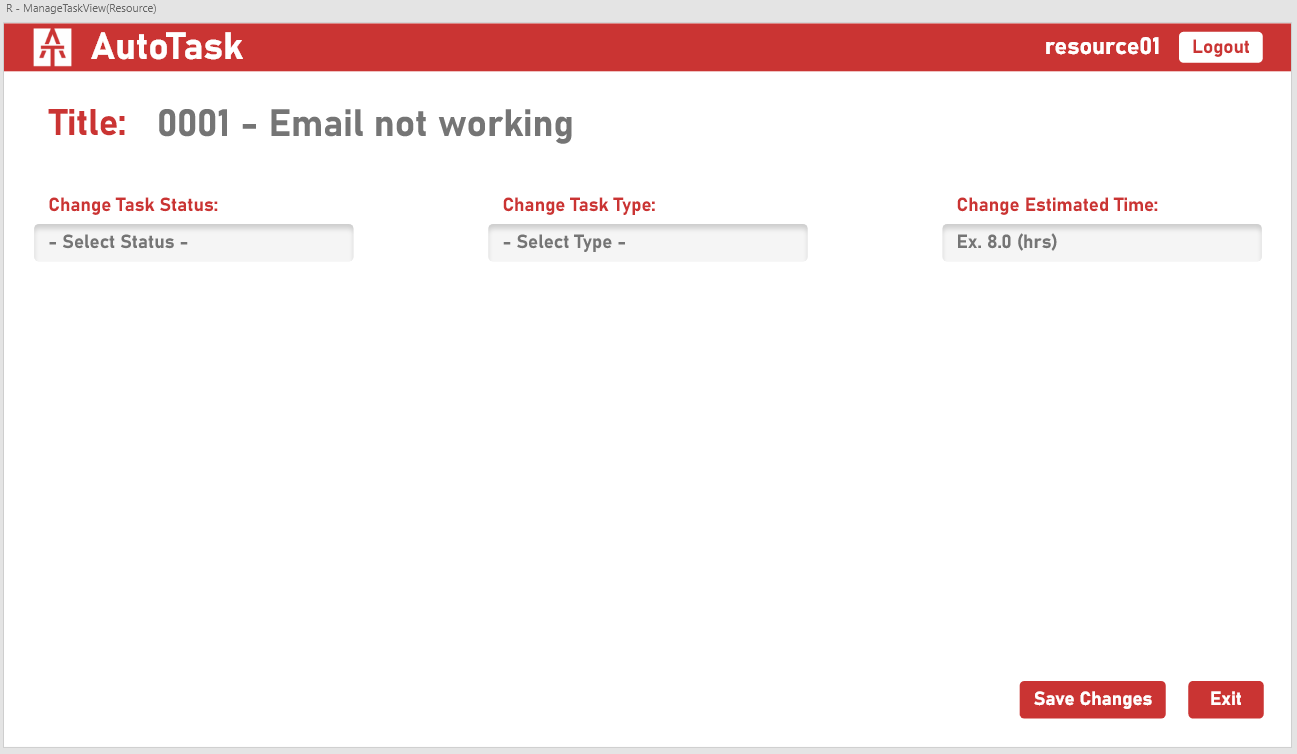 R - ManageTaskView(Resource)
AutoTask
resource01
Logout
Title: 0001 - Email not working
Change Task Status:
Change Task Type:
Change Estimated Time:
- Select Status -
- Select Type -
Ex. 8.0 (hrs)
Save Changes
Exit